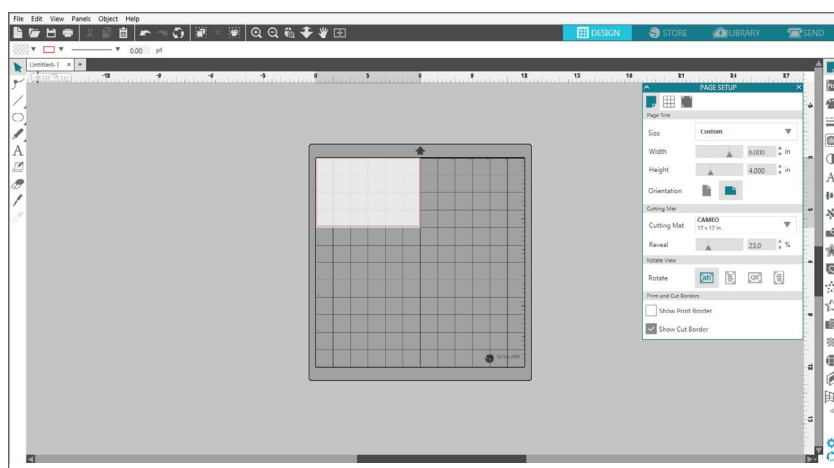 File Edit View Panels Object Help
DESIGN
STORE
LIBRARY
SEND
0.00 pt
Untitled-1 × +
PAGE SETUP
Page Size
Size Custom
Width 6.000 in
Height 4.000 in
Orientation
Cutting Mat
Cutting Mat CAMEO
12 x 12 in
Reveal 23.0 %
Rotate View
Rotate
Print and Cut Borders
Show Print Border
Show Cut Border
silhouette